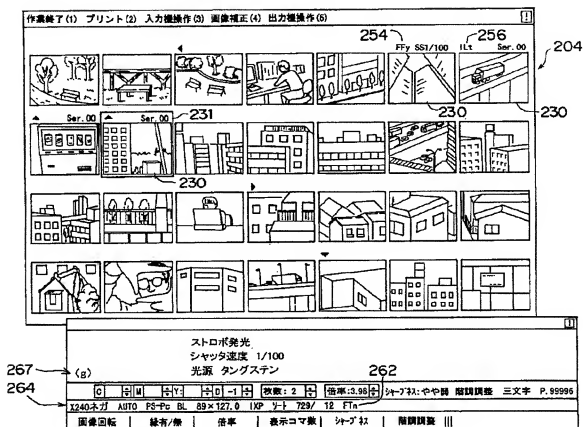 作業終了(1) プリント(2) 入力機操作(3) 画像補正(4) 出力機操作(5)
254
256
204
FFy SS1/100
!Lt Ser.00
230
230
Ser.00
Ser.00
231
230
ストロボ発光
シャッタ速度 1/100
光源 タングステン
267
(g)
262
264
C M Y: D -1 枚数: 2 倍率:3.98 シャープネス:やや弱 階調調整 三文字 P.99996
X240ネガ AUTO PS-Pc BL 89×127.0 IXP ソート 729/ 12 FTn
画像回転 縁有/無 倍率 表示コマ数 シャープネス 階調調整